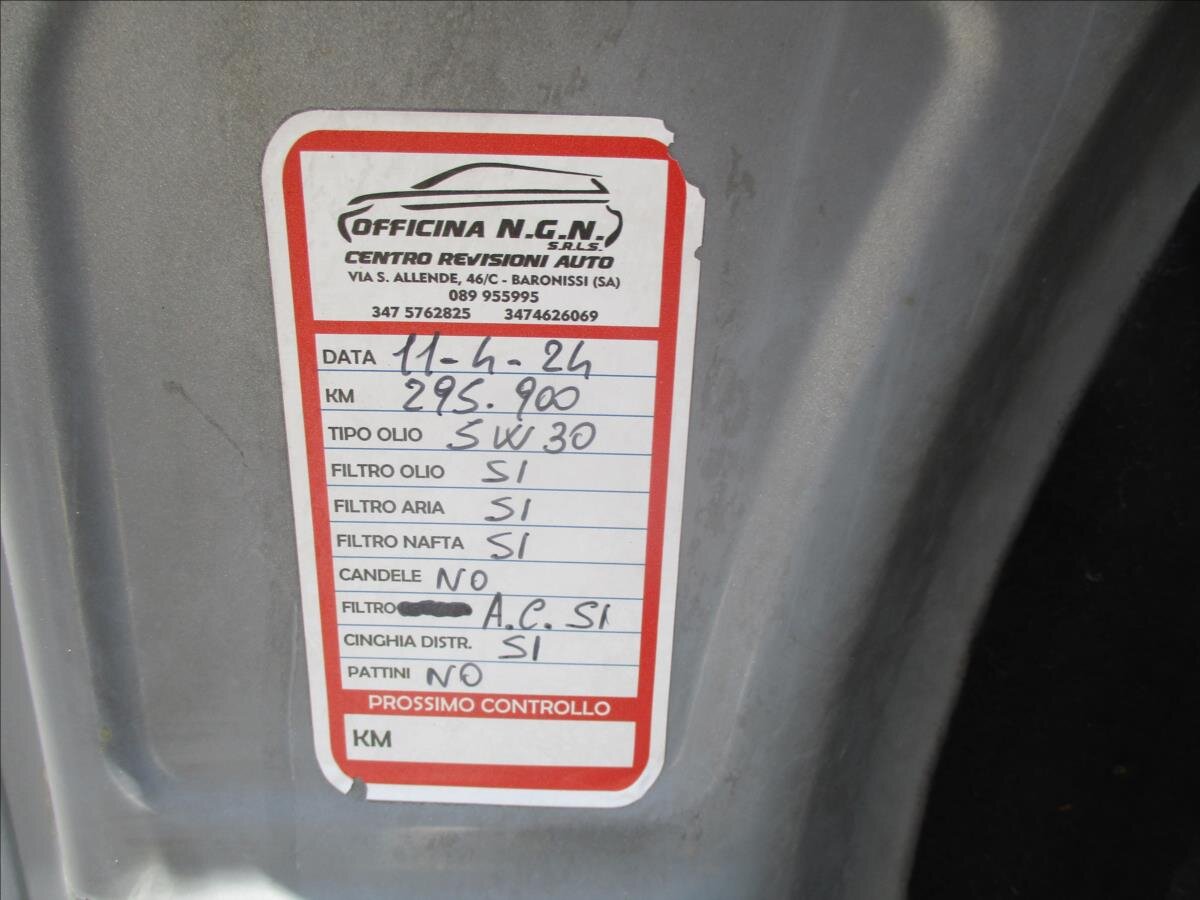 OFFICINA N.G.N.
S.R.L.S.
CENTRO REVISIONI AUTO
VIA S. ALLENDE, 46/C - BARONISSI (SA)
089 955995
347 5762825 3474626069
DATA 11-4-24
KM 295.900
TIPO OLIO 5W30
FILTRO OLIO SI
FILTRO ARIA SI
FILTRO NAFTA SI
CANDELE NO
FILTRO A.C. SI
CINGHIA DISTR. SI
PATTINI NO
PROSSIMO CONTROLLO
KM